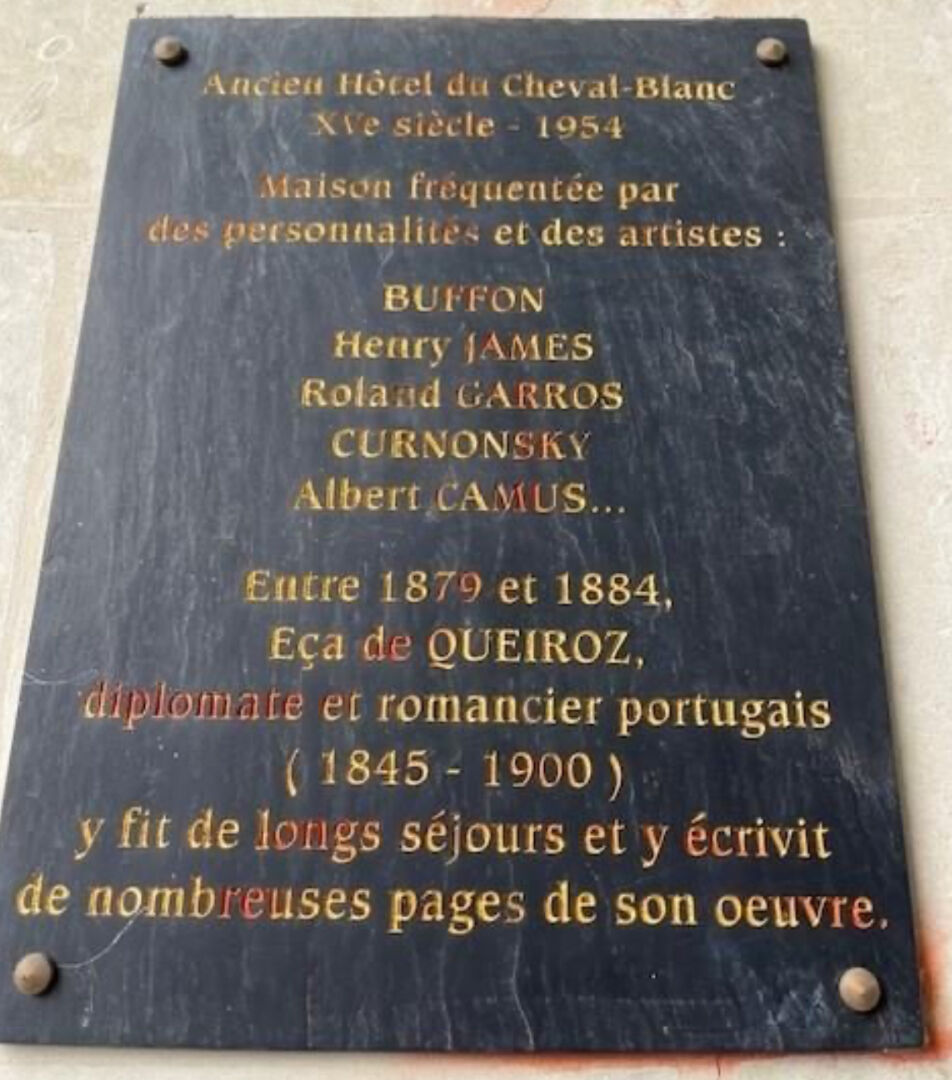 Ancien Hôtel du Cheval-Blanc
XVe siècle - 1954
Maison fréquentée par
des personnalités et des artistes :
BUFFON
Henry JAMES
Roland GARROS
CURNONSKY
Albert CAMUS...
Entre 1879 et 1884,
Eça de QUEIROZ,
diplomate et romancier portugais
( 1845 - 1900 )
y fit de longs séjours et y écrivit
de nombreuses pages de son oeuvre.